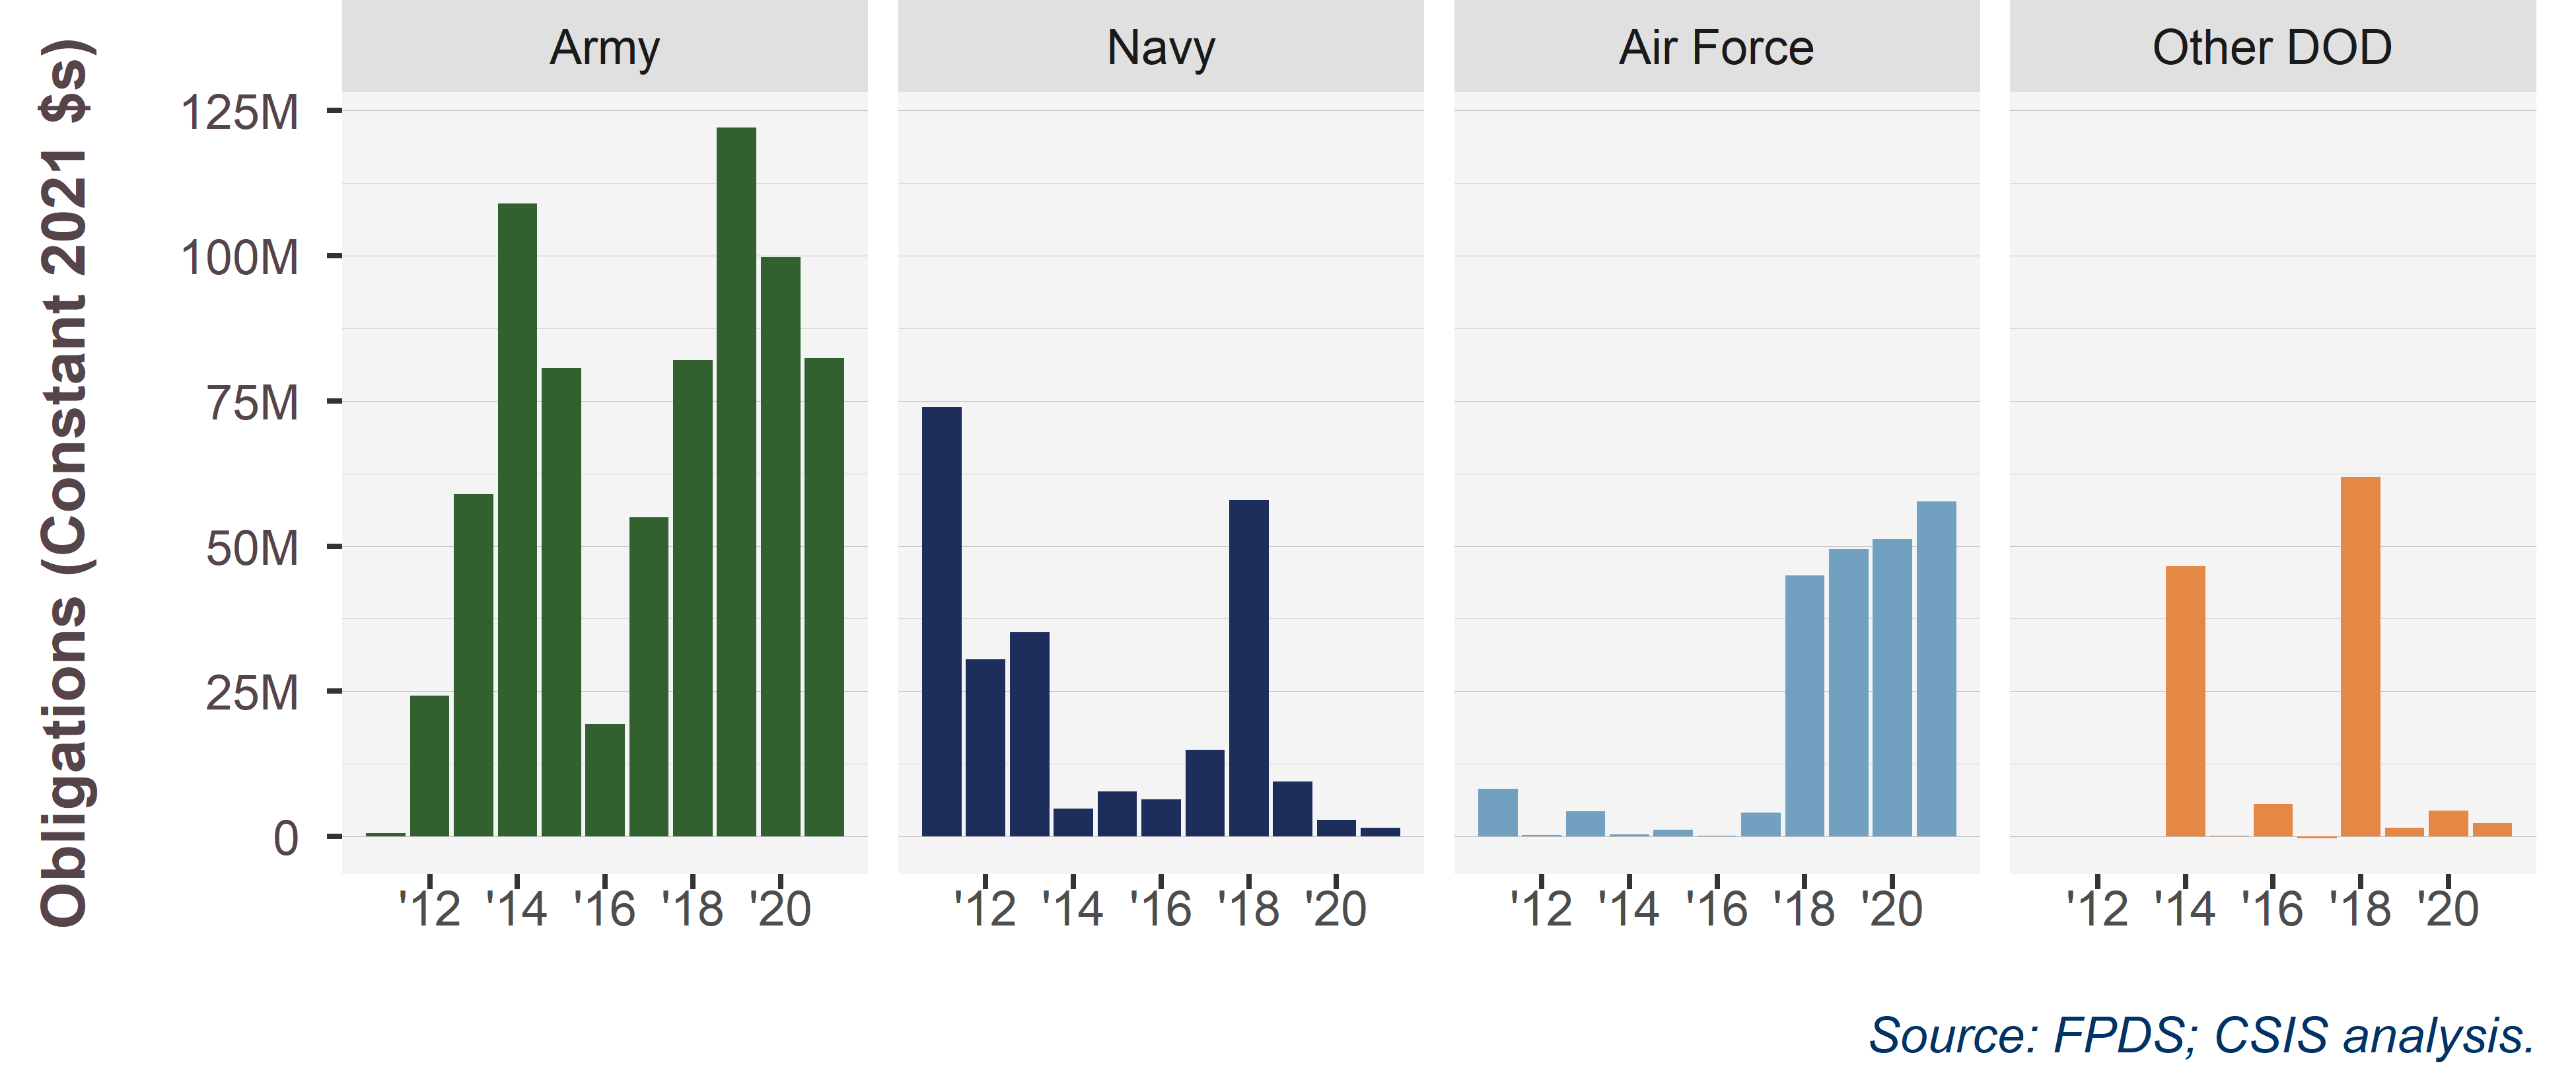 Army
Navy
Air Force
Other DOD
Obligations (Constant 2021 $s)
125M
100M
75M
50M
25M
0
'12 '14 '16 '18 '20
'12 '14 '16 '18 '20
'12 '14 '16 '18 '20
'12 '14 '16 '18 '20
Source: FPDS; CSIS analysis.